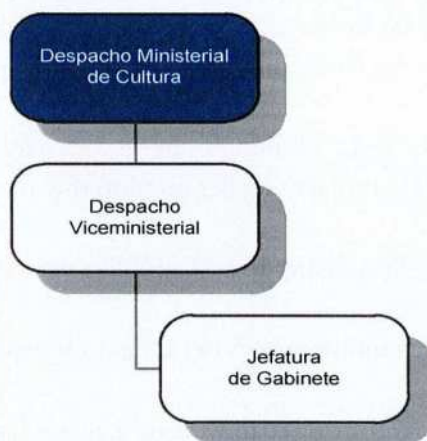 Despacho Ministerial
de Cultura
Despacho
Viceministerial
Jefatura
de Gabinete